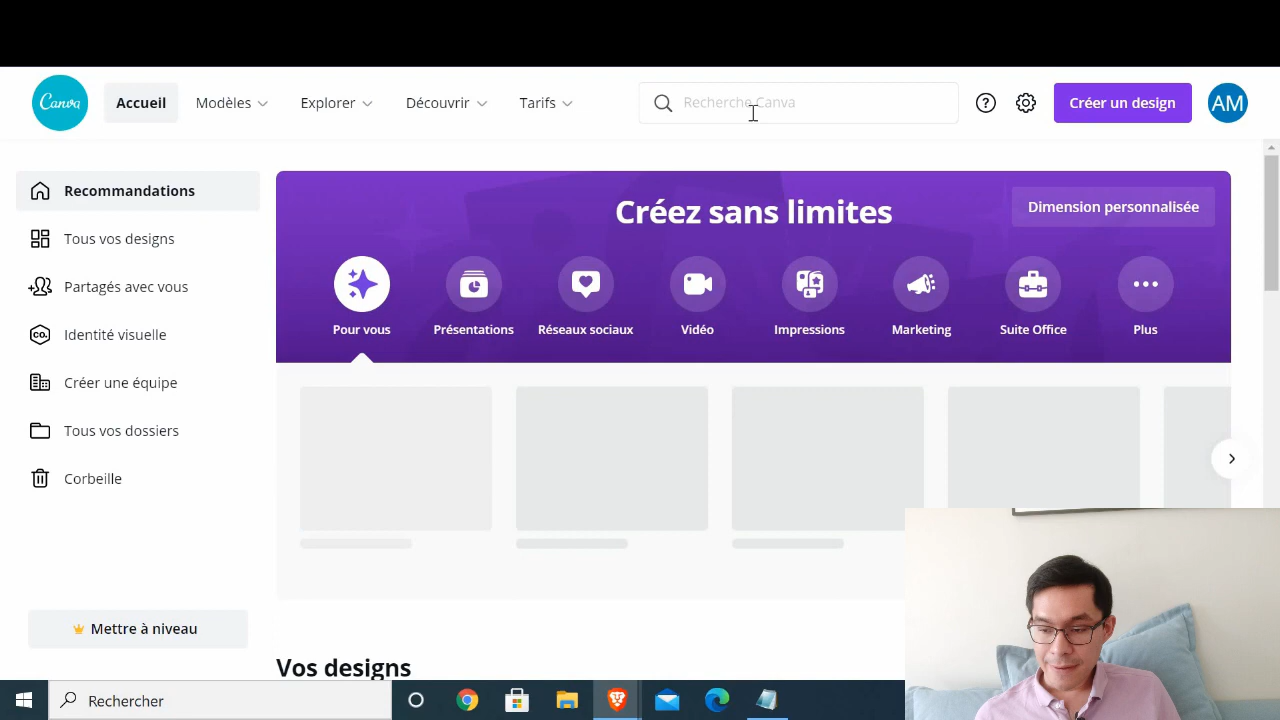 Canva
Accueil
Modèles
Explorer
Découvrir
Tarifs
Recherche Canva
Créer un design
AM
Recommandations
Tous vos designs
Partagés avec vous
CO.
Identité visuelle
Créer une équipe
Tous vos dossiers
Corbeille
Mettre à niveau
Créez sans limites
Dimension personnalisée
Pour vous
Présentations
Réseaux sociaux
Vidéo
Impressions
Marketing
Suite Office
Plus
Vos designs
Rechercher